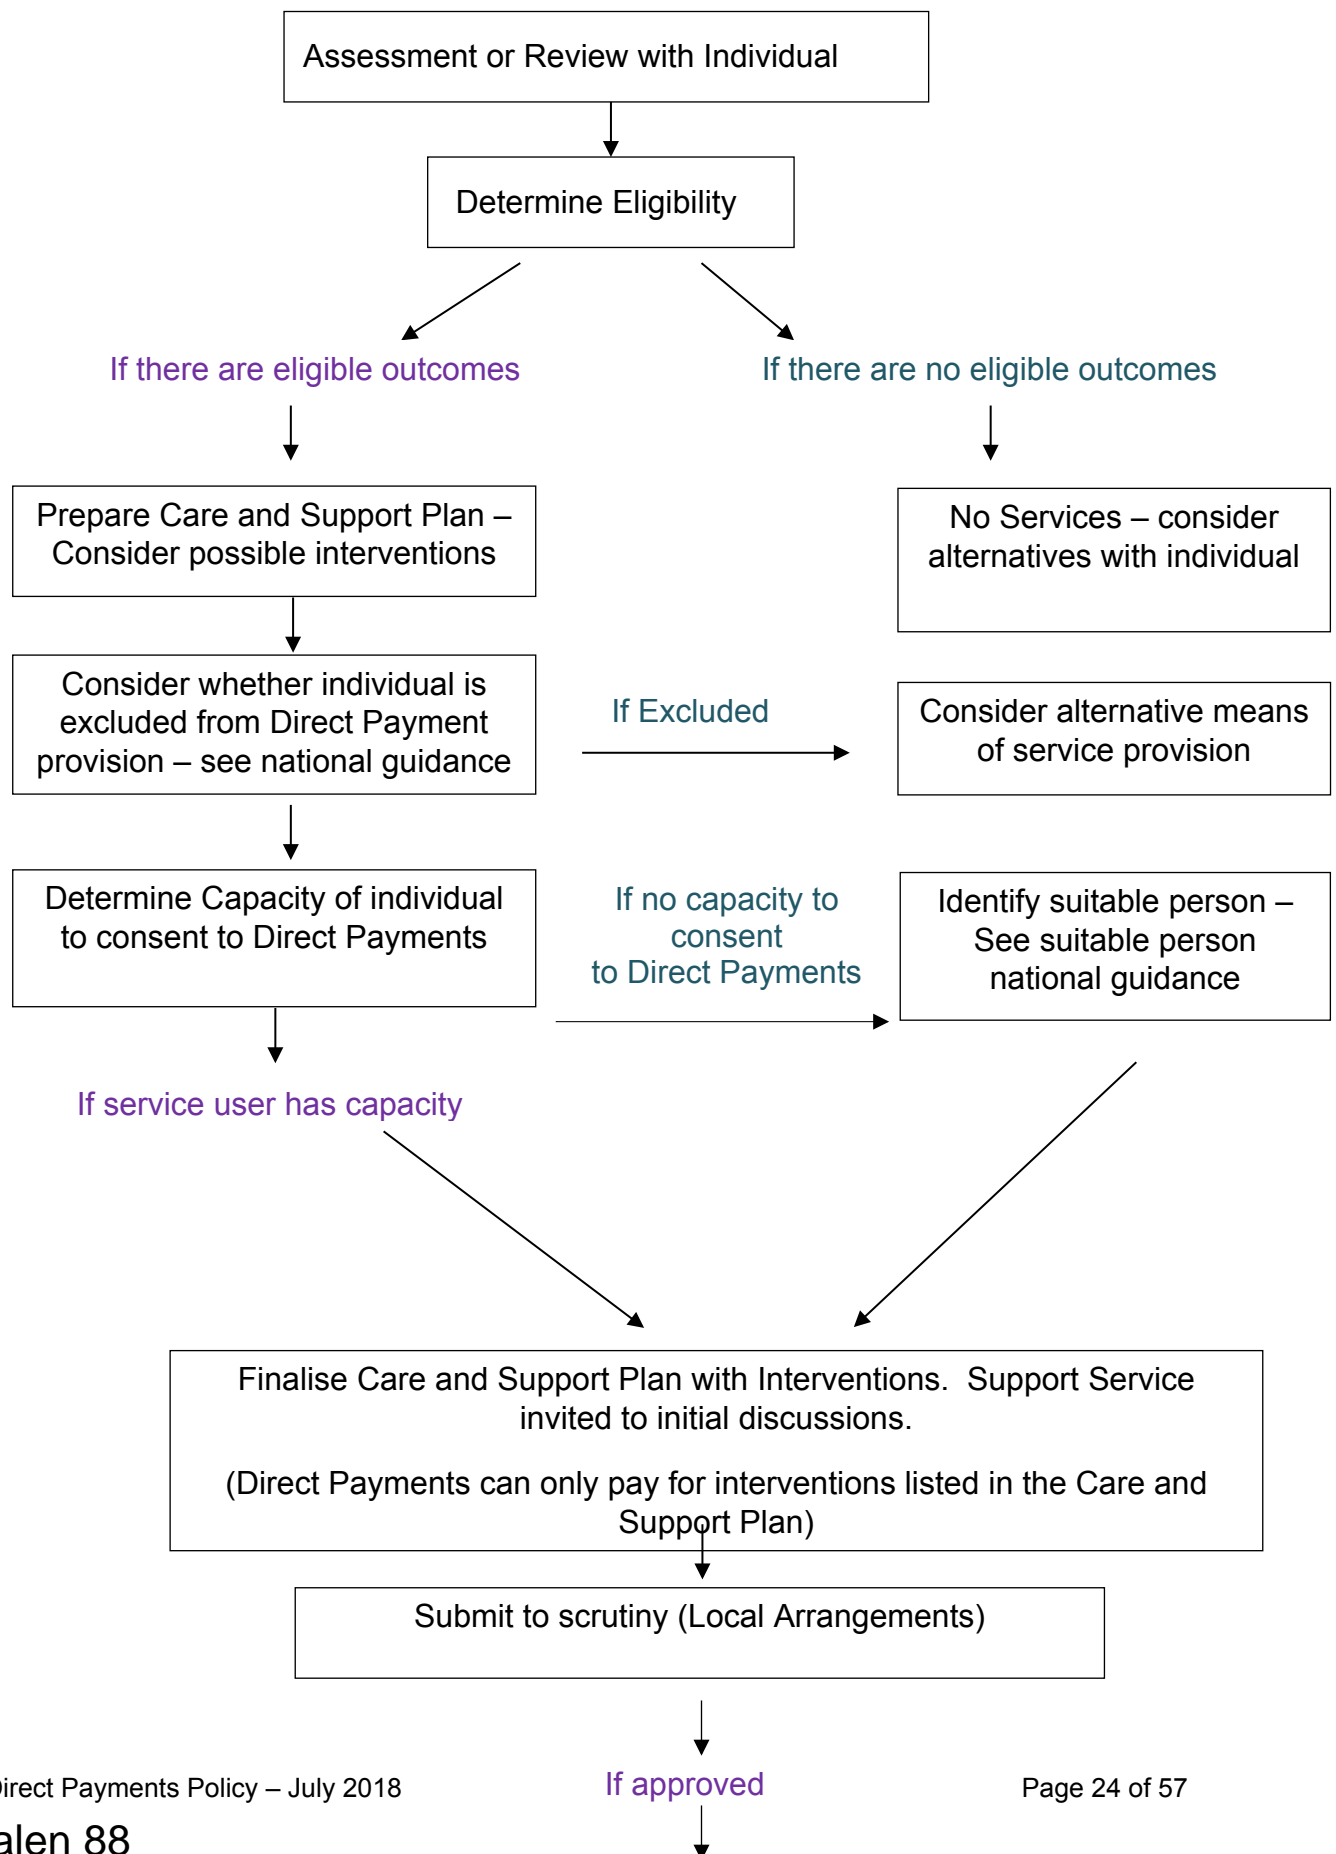 Assessment or Review with Individual
Determine Eligibility
If there are eligible outcomes
If there are no eligible outcomes
Prepare Care and Support Plan –
Consider possible interventions
No Services – consider
alternatives with individual
Consider whether individual is
excluded from Direct Payment
provision – see national guidance
If Excluded
Consider alternative means
of service provision
Determine Capacity of individual
to consent to Direct Payments
If no capacity to
consent
to Direct Payments
Identify suitable person –
See suitable person
national guidance
If service user has capacity
Finalise Care and Support Plan with Interventions.  Support Service
invited to initial discussions.
(Direct Payments can only pay for interventions listed in the Care and
Support Plan)
Submit to scrutiny (Local Arrangements)
If approved
Direct Payments Policy – July 2018
Page 24 of 57
alen 88